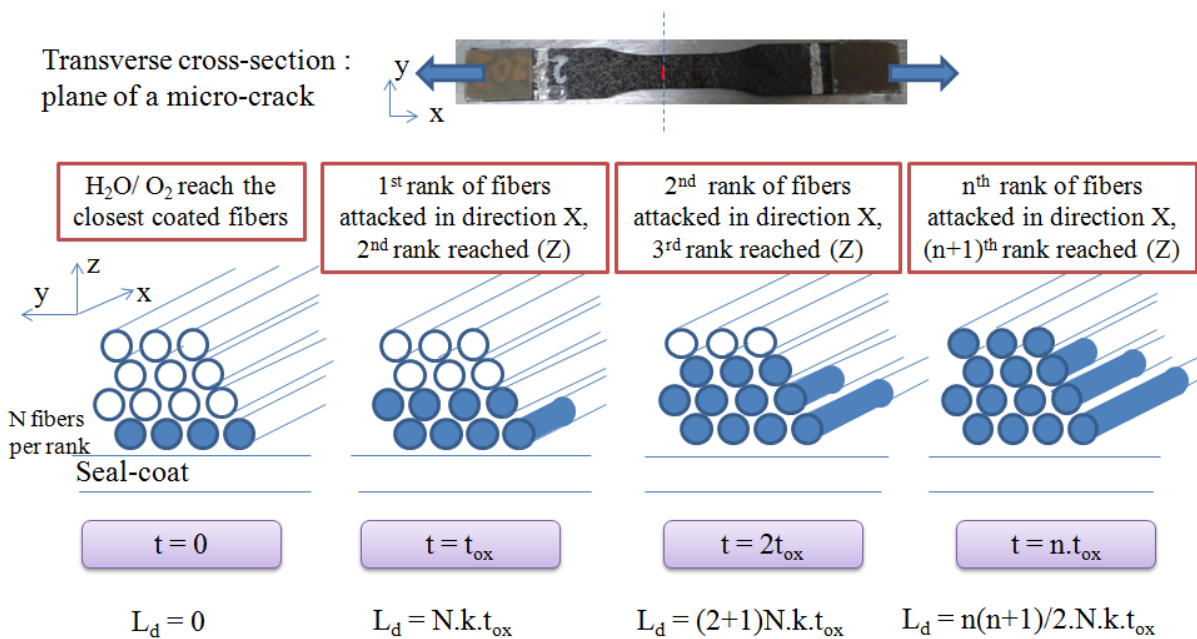 Transverse cross-section :
plane of a micro-crack
y
x
2
H₂O/ O₂ reach the
closest coated fibers
1st rank of fibers
attacked in direction X,
2nd rank reached (Z)
2nd rank of fibers
attacked in direction X,
3rd rank reached (Z)
nth rank of fibers
attacked in direction X,
(n+1)th rank reached (Z)
z
y
x
N fibers
per rank
Seal-coat
t = 0
t = tox
t = 2tox
t = n.tox
Ld = 0
Ld = N.k.tox
Ld = (2+1)N.k.tox
Ld = n(n+1)/2.N.k.tox